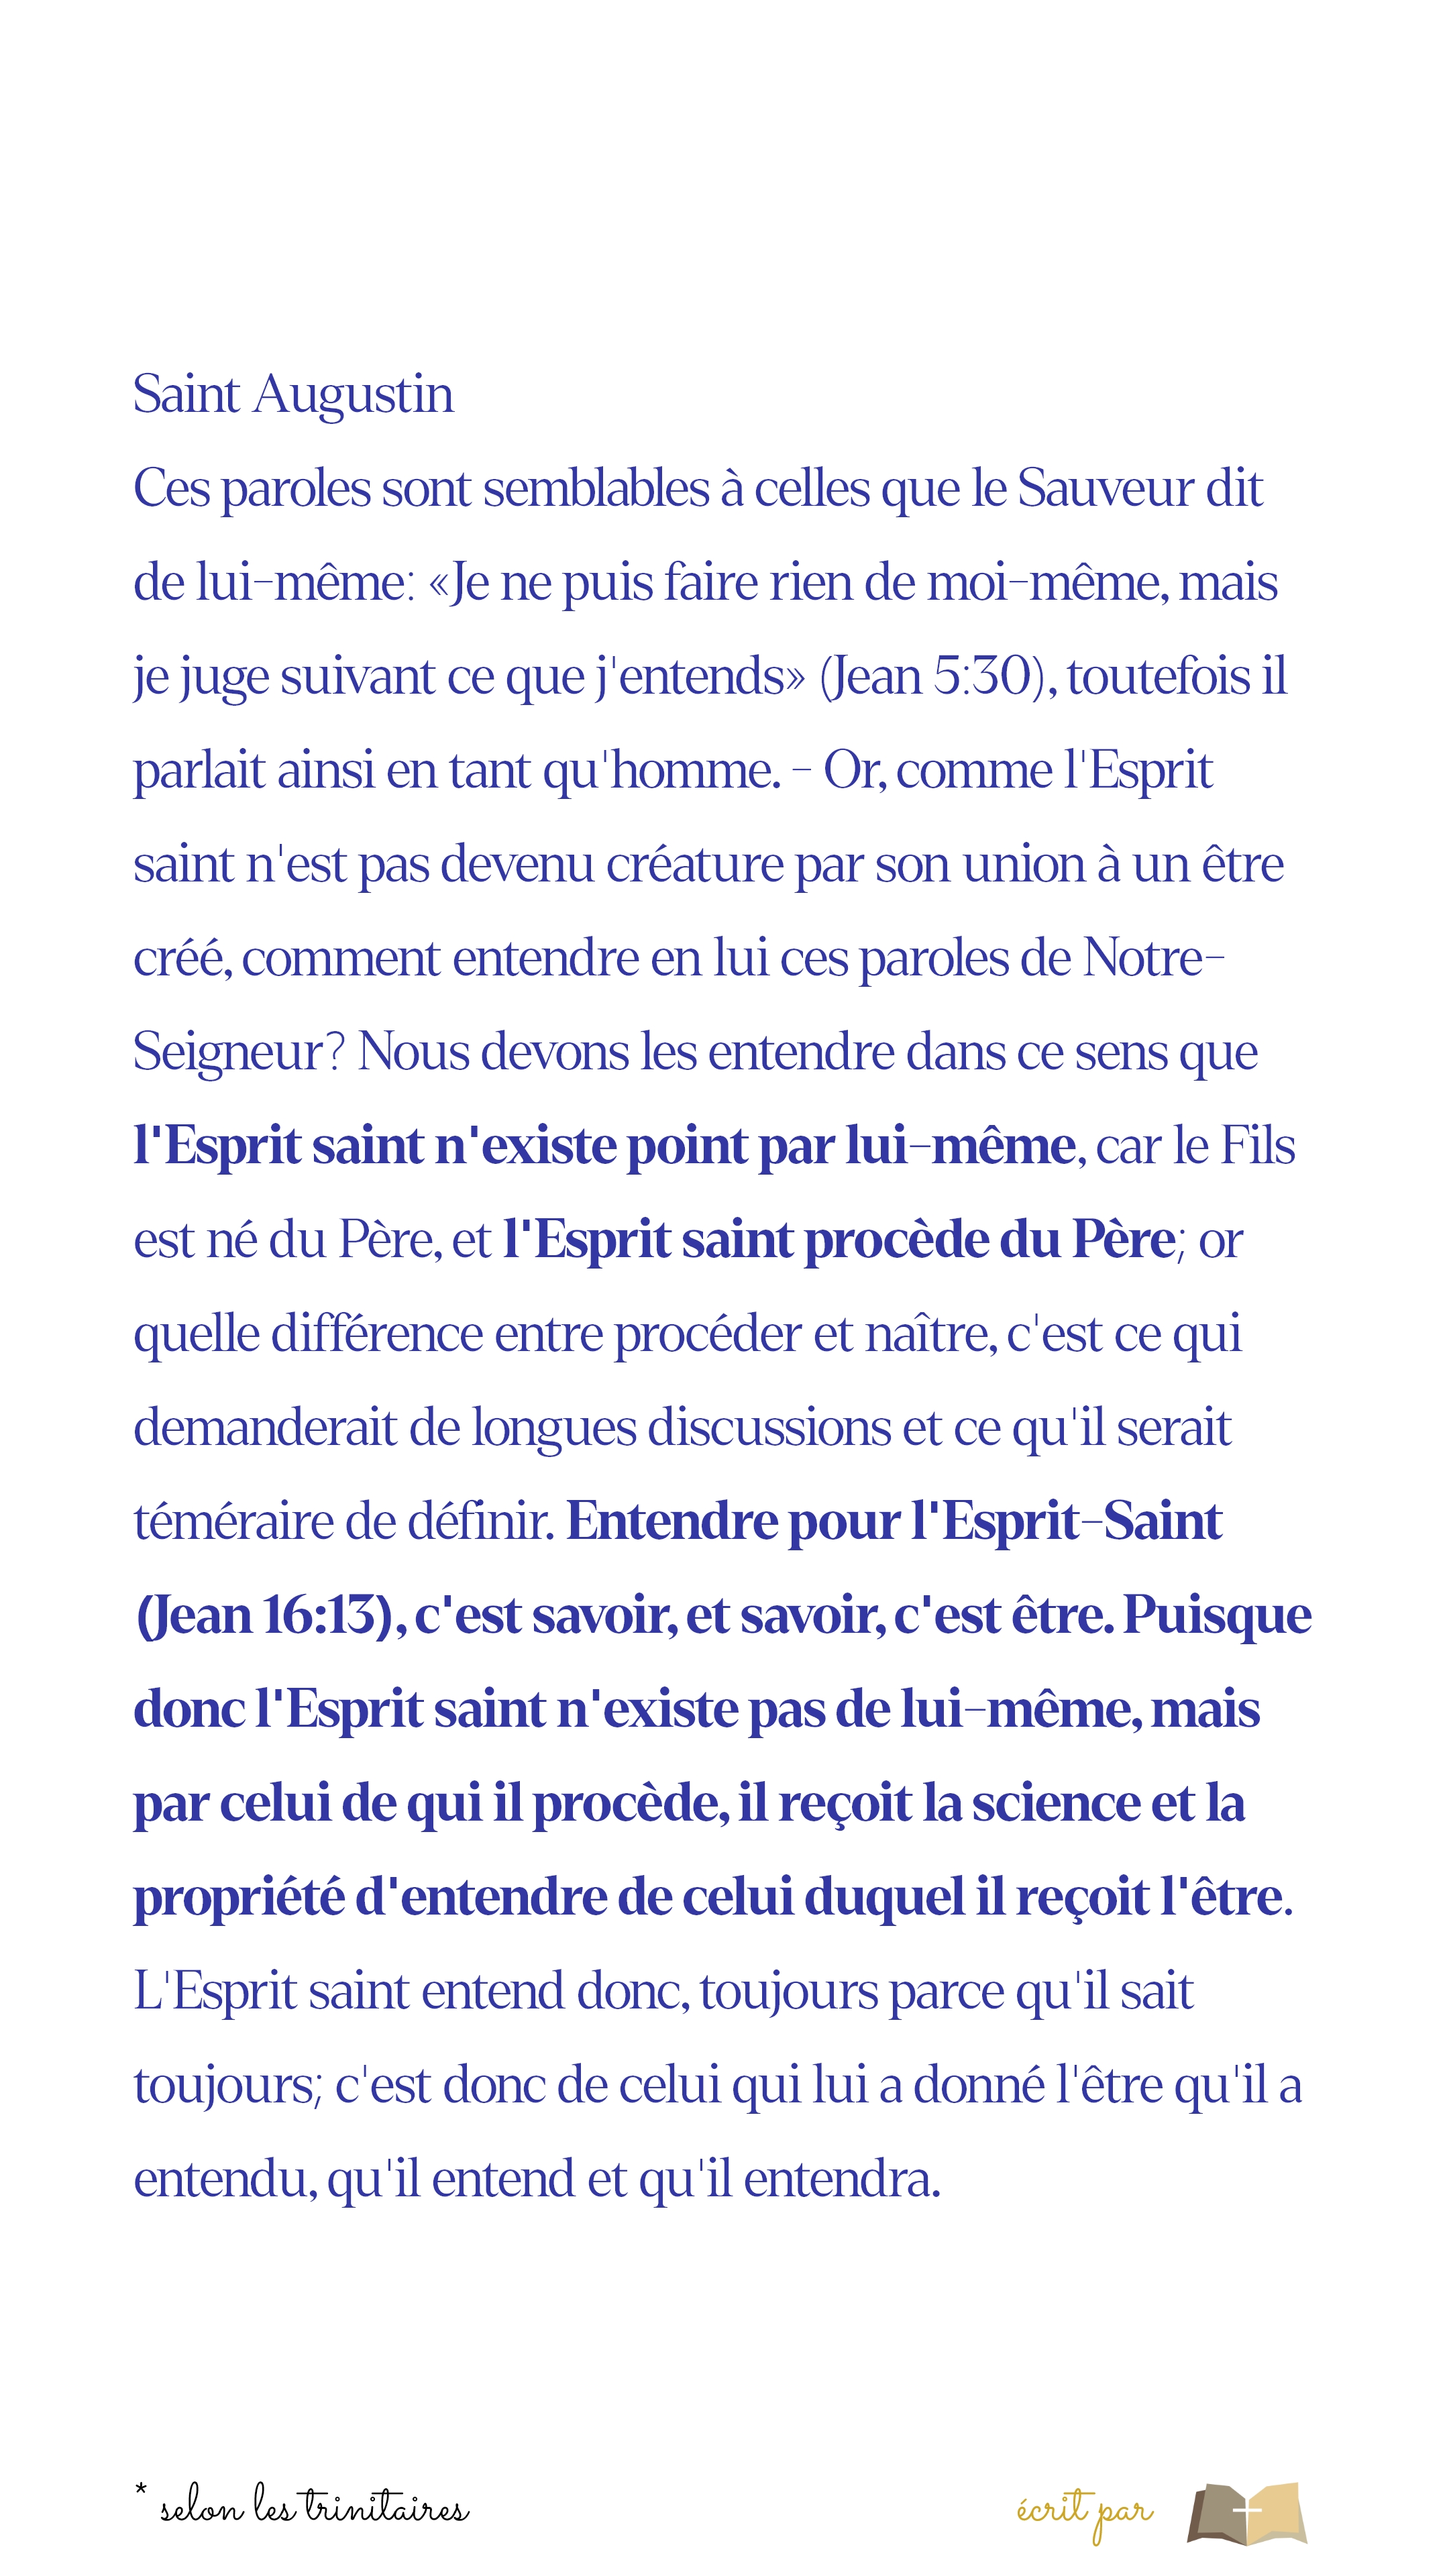 Saint Augustin
Ces paroles sont semblables à celles que le Sauveur dit
de lui-même: «Je ne puis faire rien de moi-même, mais
je juge suivant ce que j'entends» (Jean 5:30), toutefois il
parlait ainsi en tant qu'homme. - Or, comme l'Esprit
saint n'est pas devenu créature par son union à un être
créé, comment entendre en lui ces paroles de Notre-
Seigneur? Nous devons les entendre dans ce sens que
l'Esprit saint n'existe point par lui-même, car le Fils
est né du Père, et l'Esprit saint procède du Père; or
quelle différence entre procéder et naître, c'est ce qui
demanderait de longues discussions et ce qu'il serait
téméraire de définir. Entendre pour l'Esprit-Saint
(Jean 16:13), c'est savoir, et savoir, c'est être. Puisque
donc l'Esprit saint n'existe pas de lui-même, mais
par celui de qui il procède, il reçoit la science et la
propriété d'entendre de celui duquel il reçoit l'être.
L'Esprit saint entend donc, toujours parce qu'il sait
toujours; c'est donc de celui qui lui a donné l'être qu'il a
entendu, qu'il entend et qu'il entendra.
* selon les trinitaires
écrit par